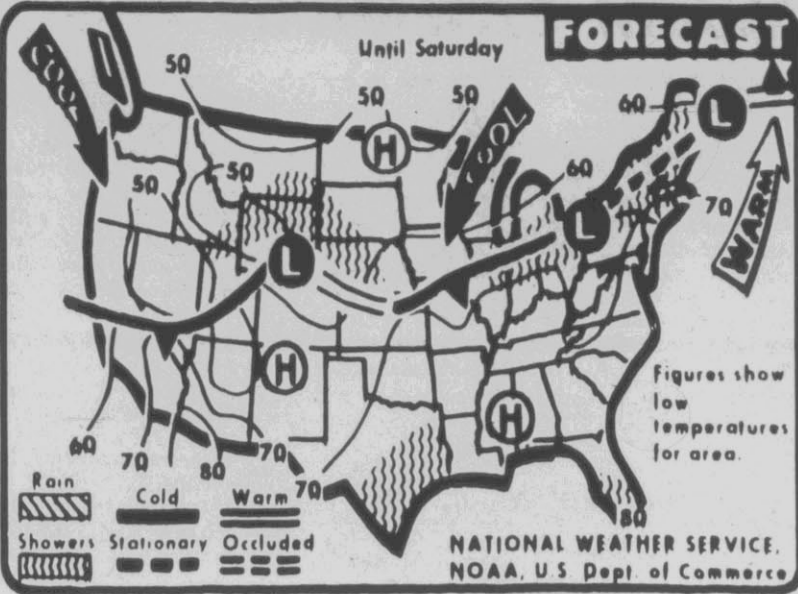 FORECAST
Until Saturday
COOL
50
50
50
H
COOL
60
L
60
50
50
70
WARM
L
L
H
H
Figures show
low
temperatures
for area.
60
70
80
70
70
80
Rain
Cold
Warm
Showers
Stationary
Occluded
NATIONAL WEATHER SERVICE,
NOAA, U.S. Dept. of Commerce